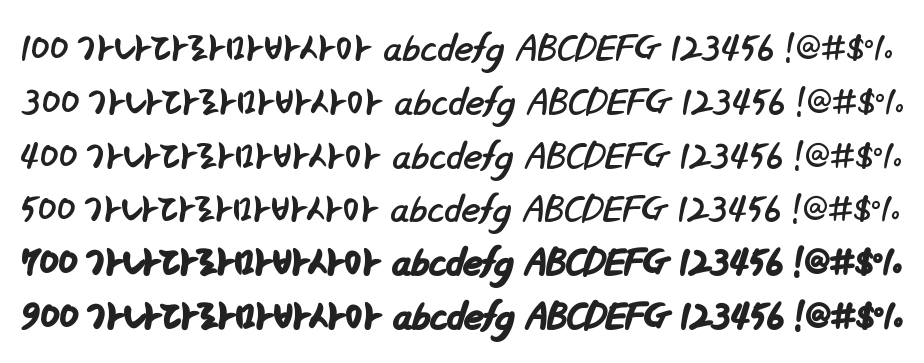 100 가나다라마바사아 abcdefg ABCDEFG 123456 !@#$%
300 가나다라마바사아 abcdefg ABCDEFG 123456 !@#$%
400 가나다라마바사아 abcdefg ABCDEFG 123456 !@#$%
500 가나다라마바사아 abcdefg ABCDEFG 123456 !@#$%
700 가나다라마바사아 abcdefg ABCDEFG 123456 !@#$%
900 가나다라마바사아 abcdefg ABCDEFG 123456 !@#$%